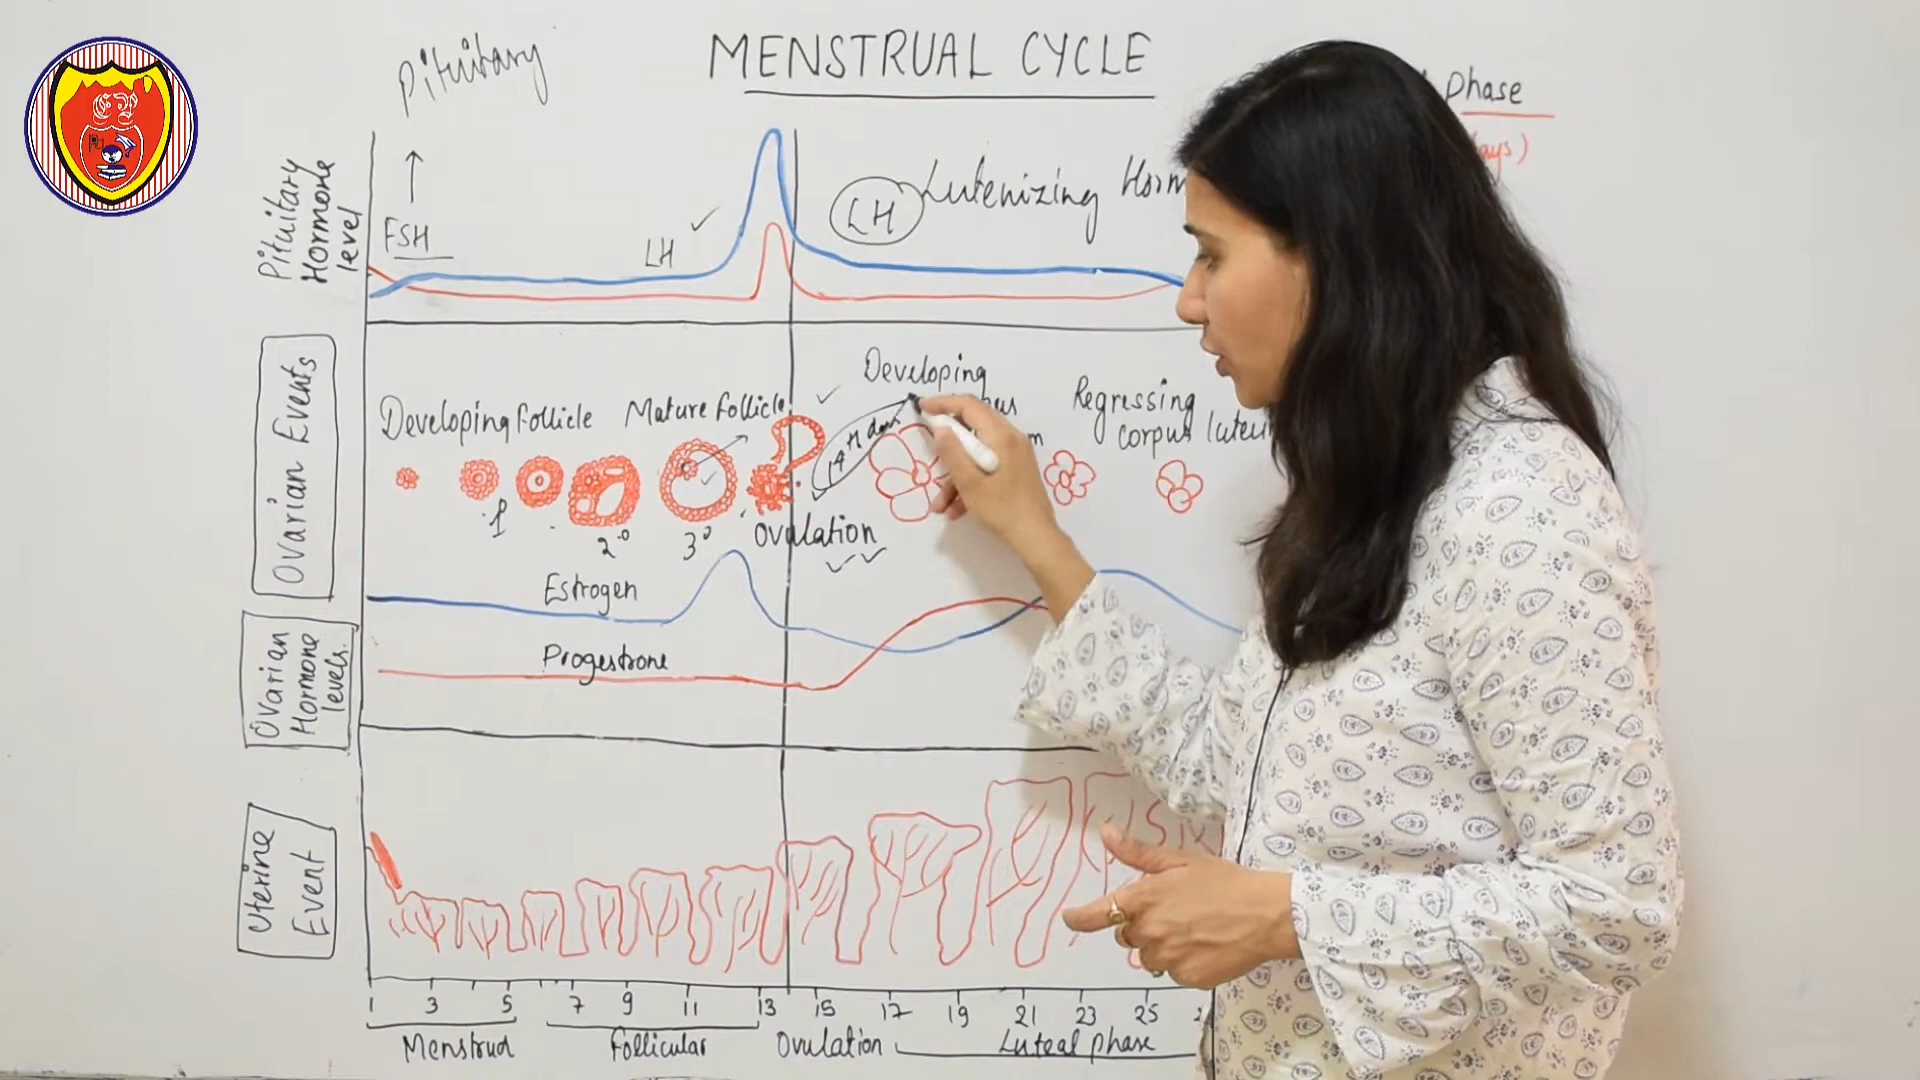 Pituitary
MENSTRUAL CYCLE
Phase
Pituitary
Hormone
level
FSH
LH
LH
Lutenizing
Ovarian Events
Developing follicle
Mature follicle
14th day
Developing
Regressing
corpus
2°
3°
Ovulation
Estrogen
Progestrone
Ovarian
Hormone
levels.
Uterine
Event
1 3 5 7 9 11 13 15 17 19 21 23 25
Menstrual
follicular
Ovulation
Luteal phase